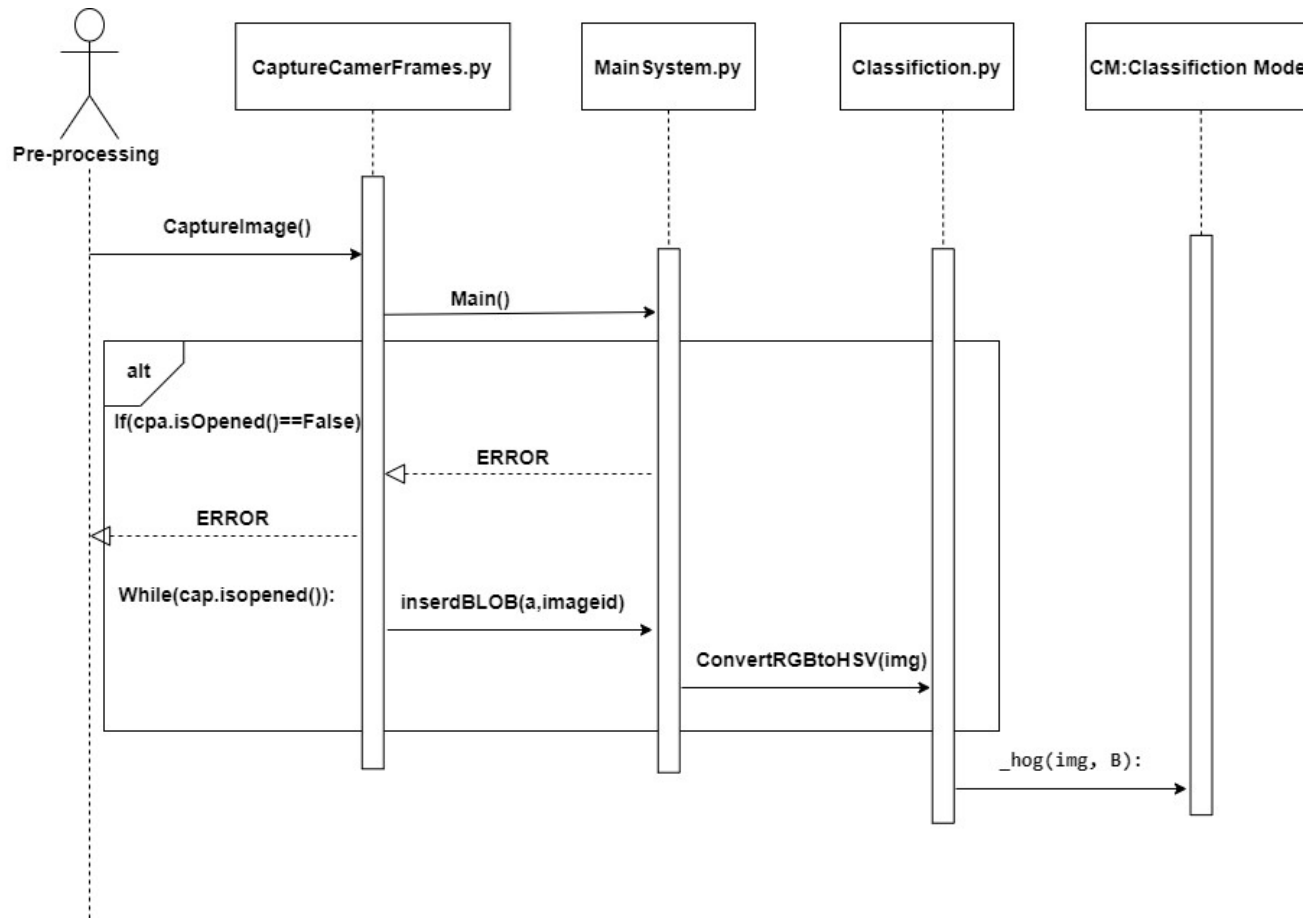 CaptureCamerFrames.py
MainSystem.py
Classifiction.py
CM:Classifiction Mode
Pre-processing
CaptureImage()
Main()
alt
If(cpa.isOpened()==False)
ERROR
ERROR
While(cap.isopened()):
inserdBLOB(a,imageid)
ConvertRGBtoHSV(img)
_hog(img, B):